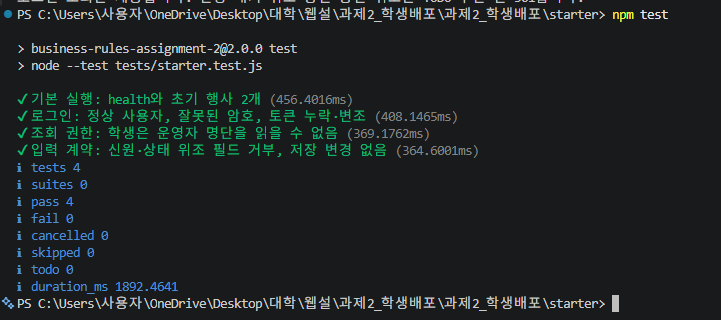 PS C:\Users\사용자\OneDrive\Desktop\대학\웹설\과제2_학생배포\과제2_학생배포\starter> npm test
> business-rules-assignment-2@2.0.0 test
> node --test tests/starter.test.js
✔ 기본 실행: health와 초기 행사 2개 (456.4016ms)
✔ 로그인: 정상 사용자, 잘못된 암호, 토큰 누락·변조 (408.1465ms)
✔ 조회 권한: 학생은 운영자 명단을 읽을 수 없음 (369.1762ms)
✔ 입력 계약: 신원·상태 위조 필드 거부, 저장 변경 없음 (364.6001ms)
ℹ tests 4
ℹ suites 0
ℹ pass 4
ℹ fail 0
ℹ cancelled 0
ℹ skipped 0
ℹ todo 0
ℹ duration_ms 1892.4641
PS C:\Users\사용자\OneDrive\Desktop\대학\웹설\과제2_학생배포\과제2_학생배포\starter>